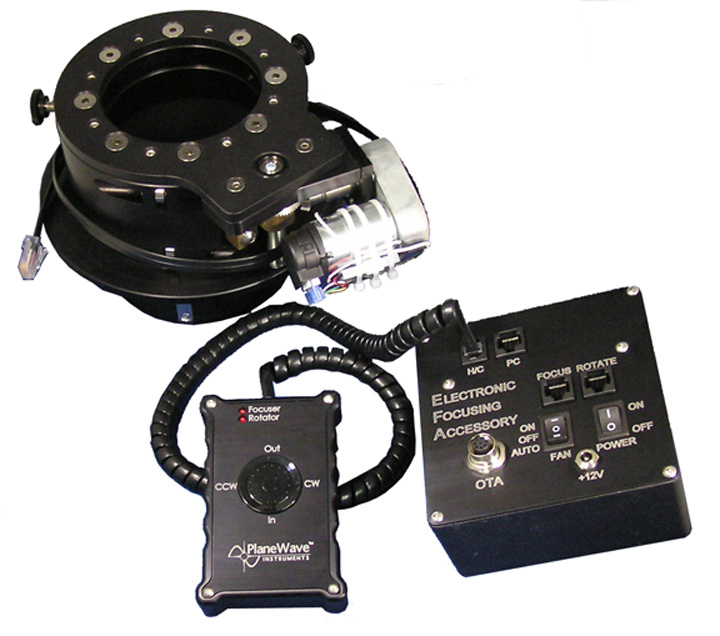 H/C PC
FOCUS ROTATE
ELECTRONIC
FOCUSING
ACCESSORY
ON
OFF
AUTO
FAN
I
O
ON
OFF
POWER
OTA
+12V
Focuser
Rotator
Out
CCW CW
In
PlaneWave™
INSTRUMENTS